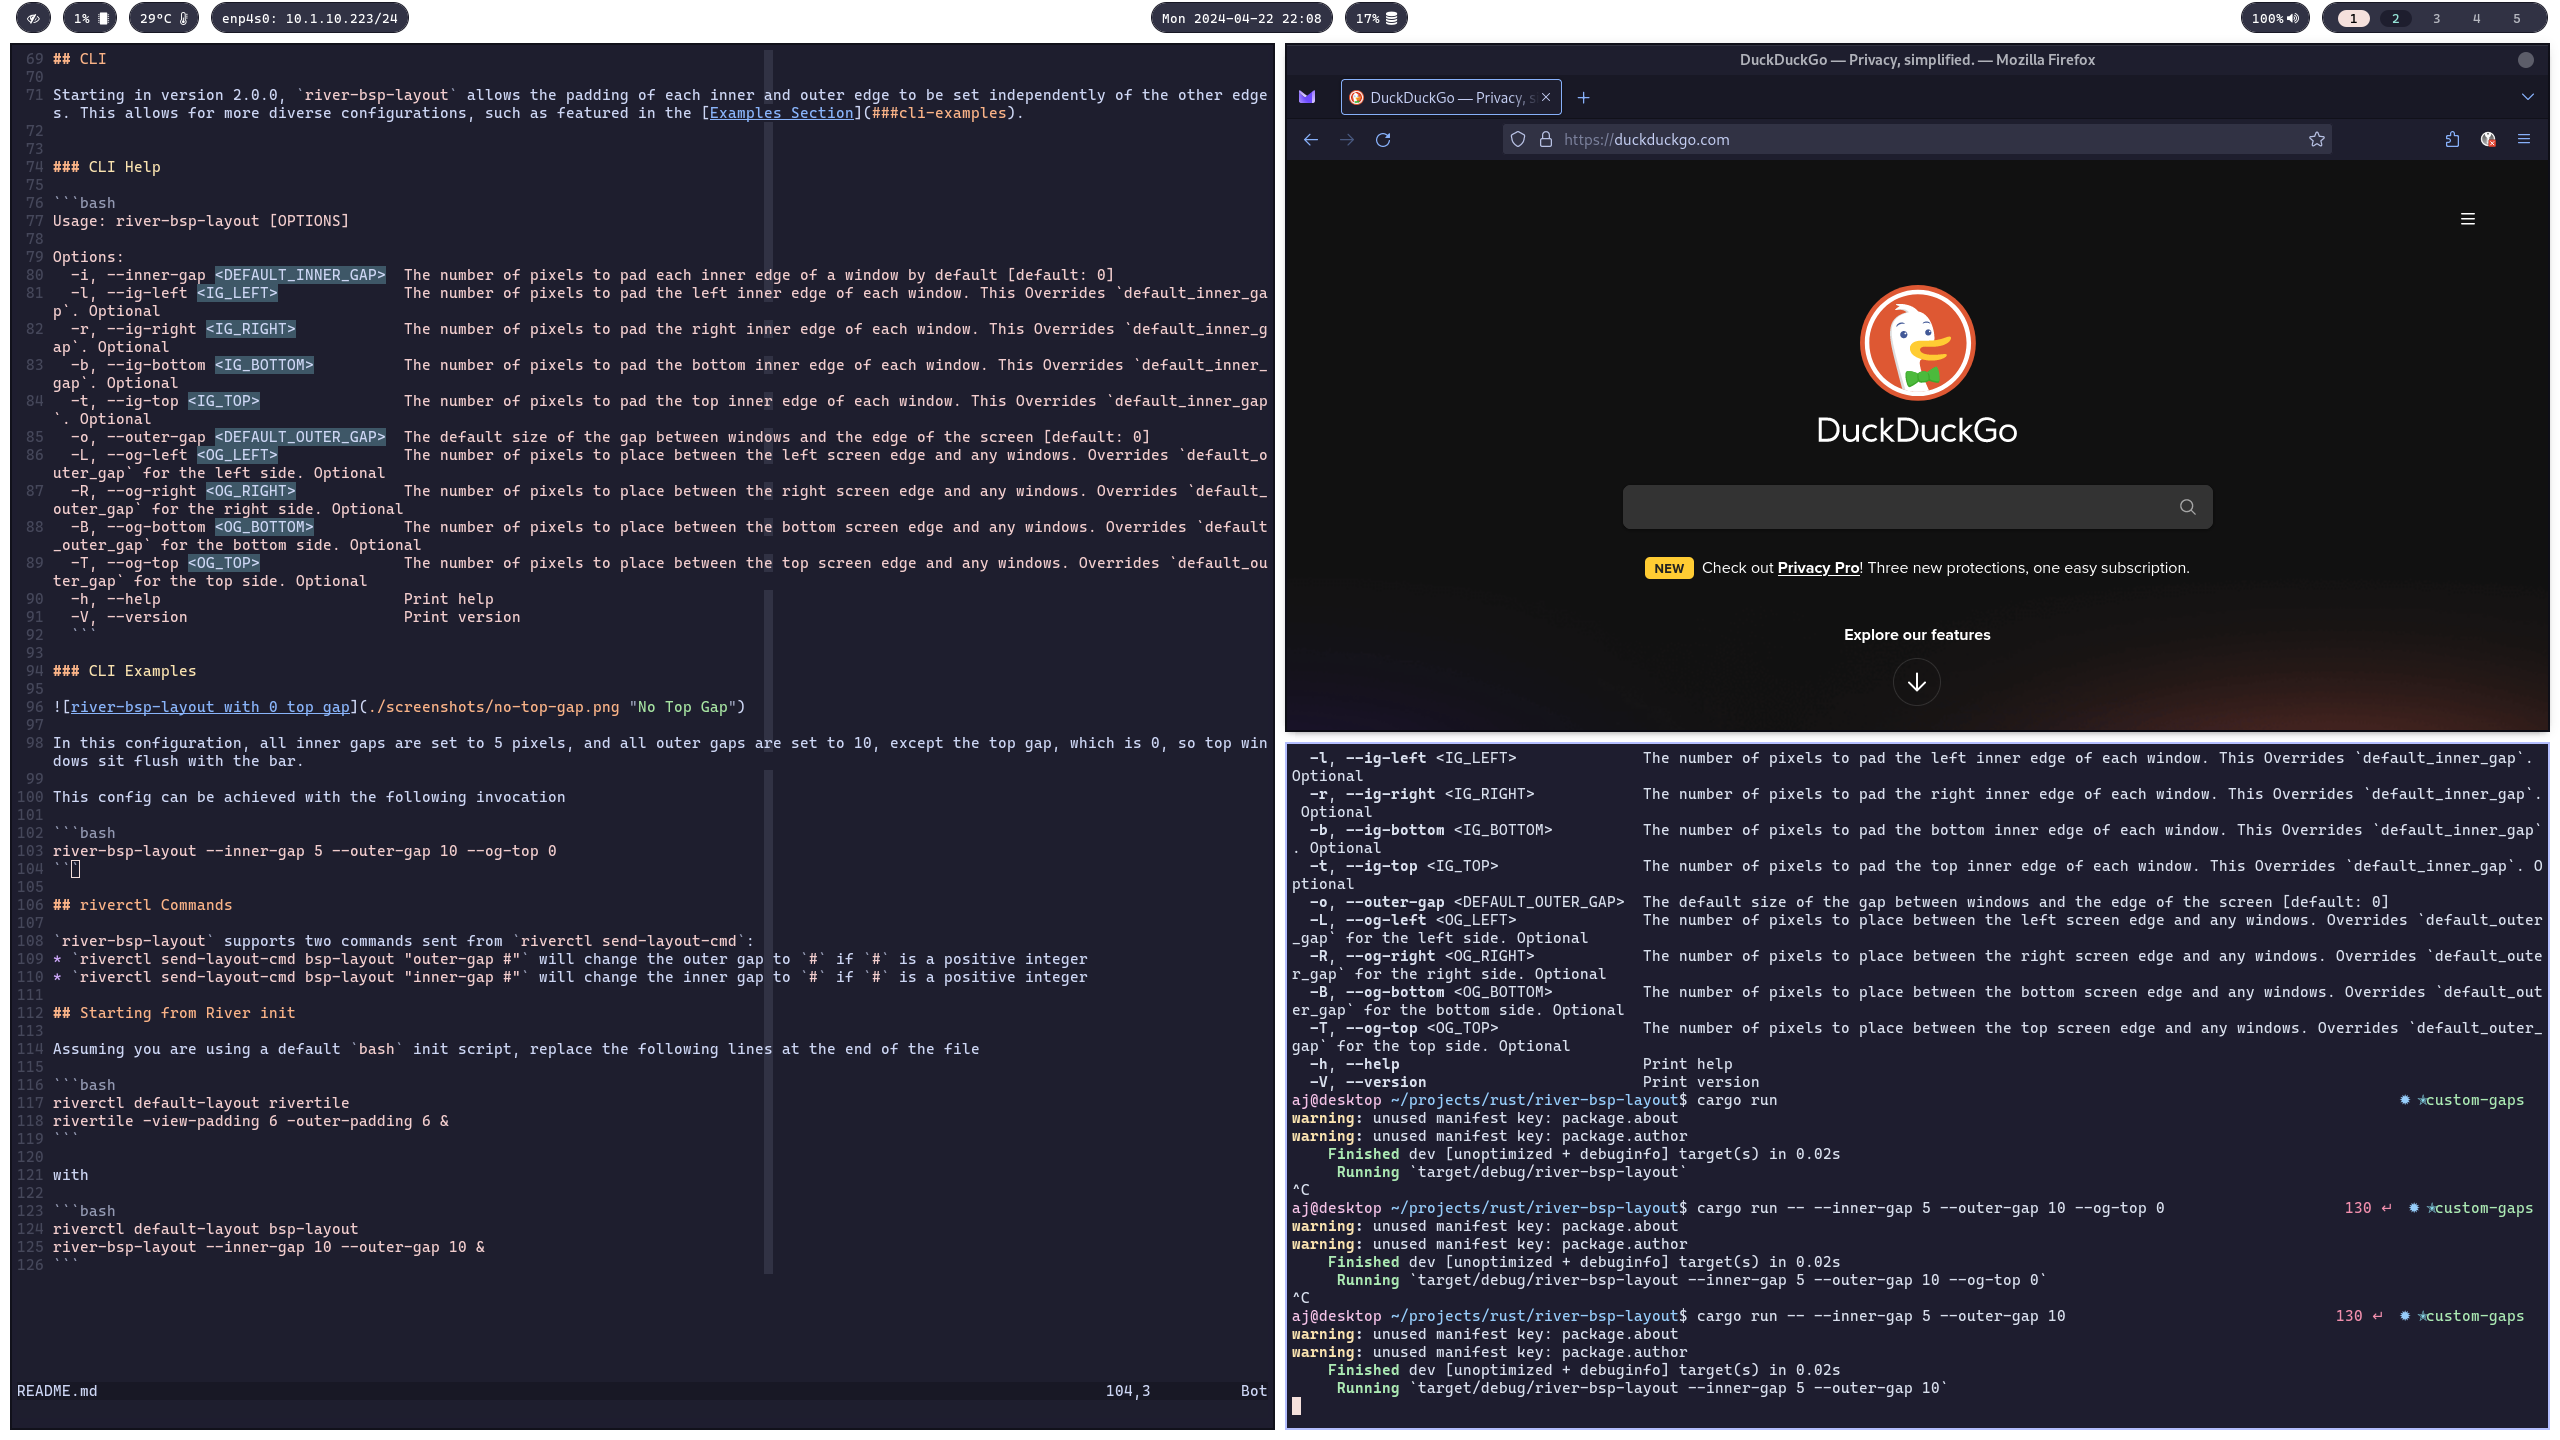 1%
29°C
enp4s0: 10.1.10.223/24
Mon 2024-04-22 22:08
17%
100%
1 2 3 4 5
69 ## CLI
70
71 Starting in version 2.0.0, `river-bsp-layout` allows the padding of each inner and outer edge to be set independently of the other edge
s. This allows for more diverse configurations, such as featured in the [Examples Section](###cli-examples).
72
73
74 ### CLI Help
75
76 ```bash
77 Usage: river-bsp-layout [OPTIONS]
78
79 Options:
80   -i, --inner-gap <DEFAULT_INNER_GAP>  The number of pixels to pad each inner edge of a window by default [default: 0]
81   -l, --ig-left <IG_LEFT>              The number of pixels to pad the left inner edge of each window. This Overrides `default_inner_ga
p`. Optional
82   -r, --ig-right <IG_RIGHT>            The number of pixels to pad the right inner edge of each window. This Overrides `default_inner_g
ap`. Optional
83   -b, --ig-bottom <IG_BOTTOM>          The number of pixels to pad the bottom inner edge of each window. This Overrides `default_inner_
gap`. Optional
84   -t, --ig-top <IG_TOP>                The number of pixels to pad the top inner edge of each window. This Overrides `default_inner_gap
`. Optional
85   -o, --outer-gap <DEFAULT_OUTER_GAP>  The default size of the gap between windows and the edge of the screen [default: 0]
86   -L, --og-left <OG_LEFT>              The number of pixels to place between the left screen edge and any windows. Overrides `default_o
uter_gap` for the left side. Optional
87   -R, --og-right <OG_RIGHT>            The number of pixels to place between the right screen edge and any windows. Overrides `default_
outer_gap` for the right side. Optional
88   -B, --og-bottom <OG_BOTTOM>          The number of pixels to place between the bottom screen edge and any windows. Overrides `default
_outer_gap` for the bottom side. Optional
89   -T, --og-top <OG_TOP>                The number of pixels to place between the top screen edge and any windows. Overrides `default_ou
ter_gap` for the top side. Optional
90   -h, --help                           Print help
91   -V, --version                        Print version
92   ```
93
94 ### CLI Examples
95
96 ![river-bsp-layout with 0 top gap](./screenshots/no-top-gap.png "No Top Gap")
97
98 In this configuration, all inner gaps are set to 5 pixels, and all outer gaps are set to 10, except the top gap, which is 0, so top win
dows sit flush with the bar.
99
100 This config can be achieved with the following invocation
101
102 ```bash
103 river-bsp-layout --inner-gap 5 --outer-gap 10 --og-top 0
104 ```
105
106 ## riverctl Commands
107
108 `river-bsp-layout` supports two commands sent from `riverctl send-layout-cmd`:
109 * `riverctl send-layout-cmd bsp-layout "outer-gap #"` will change the outer gap to `#` if `#` is a positive integer
110 * `riverctl send-layout-cmd bsp-layout "inner-gap #"` will change the inner gap to `#` if `#` is a positive integer
111
112 ## Starting from River init
113
114 Assuming you are using a default `bash` init script, replace the following lines at the end of the file
115
116 ```bash
117 riverctl default-layout rivertile
118 rivertile -view-padding 6 -outer-padding 6 &
119 ```
120
121 with
122
123 ```bash
124 riverctl default-layout bsp-layout
125 river-bsp-layout --inner-gap 10 --outer-gap 10 &
126 ```
README.md 104,3 Bot
DuckDuckGo — Privacy, simplified. — Mozilla Firefox
DuckDuckGo — Privacy, s
https://duckduckgo.com
DuckDuckGo
NEW Check out Privacy Pro! Three new protections, one easy subscription.
Explore our features
  -l, --ig-left <IG_LEFT>              The number of pixels to pad the left inner edge of each window. This Overrides `default_inner_gap`.
Optional
  -r, --ig-right <IG_RIGHT>            The number of pixels to pad the right inner edge of each window. This Overrides `default_inner_gap`.
 Optional
  -b, --ig-bottom <IG_BOTTOM>          The number of pixels to pad the bottom inner edge of each window. This Overrides `default_inner_gap`
. Optional
  -t, --ig-top <IG_TOP>                The number of pixels to pad the top inner edge of each window. This Overrides `default_inner_gap`. O
ptional
  -o, --outer-gap <DEFAULT_OUTER_GAP>  The default size of the gap between windows and the edge of the screen [default: 0]
  -L, --og-left <OG_LEFT>              The number of pixels to place between the left screen edge and any windows. Overrides `default_outer
_gap` for the left side. Optional
  -R, --og-right <OG_RIGHT>            The number of pixels to place between the right screen edge and any windows. Overrides `default_oute
r_gap` for the right side. Optional
  -B, --og-bottom <OG_BOTTOM>          The number of pixels to place between the bottom screen edge and any windows. Overrides `default_out
er_gap` for the bottom side. Optional
  -T, --og-top <OG_TOP>                The number of pixels to place between the top screen edge and any windows. Overrides `default_outer_
gap` for the top side. Optional
  -h, --help                           Print help
  -V, --version                        Print version
aj@desktop ~/projects/rust/river-bsp-layout$ cargo run custom-gaps
warning: unused manifest key: package.about
warning: unused manifest key: package.author
    Finished dev [unoptimized + debuginfo] target(s) in 0.02s
     Running `target/debug/river-bsp-layout`
^C
aj@desktop ~/projects/rust/river-bsp-layout$ cargo run -- --inner-gap 5 --outer-gap 10 --og-top 0 130 ↵ custom-gaps
warning: unused manifest key: package.about
warning: unused manifest key: package.author
    Finished dev [unoptimized + debuginfo] target(s) in 0.02s
     Running `target/debug/river-bsp-layout --inner-gap 5 --outer-gap 10 --og-top 0`
^C
aj@desktop ~/projects/rust/river-bsp-layout$ cargo run -- --inner-gap 5 --outer-gap 10 130 ↵ custom-gaps
warning: unused manifest key: package.about
warning: unused manifest key: package.author
    Finished dev [unoptimized + debuginfo] target(s) in 0.02s
     Running `target/debug/river-bsp-layout --inner-gap 5 --outer-gap 10`